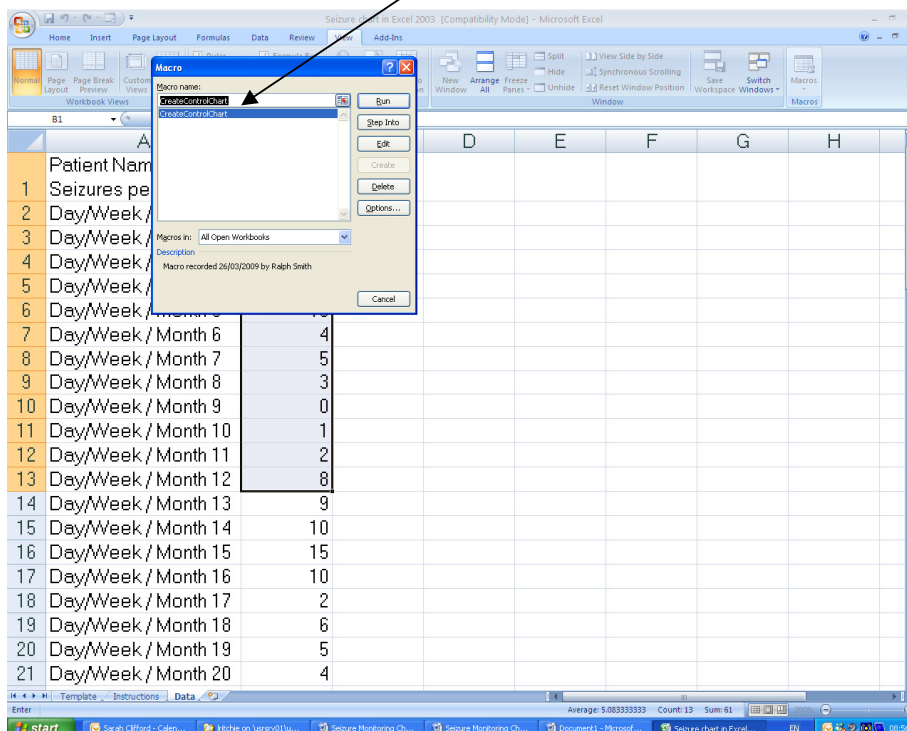 Seizure chart in Excel 2003 [Compatibility Mode] - Microsoft Excel
Home Insert Page Layout Formulas Data Review View Add-Ins
Normal Page Layout Page Break Preview Custom Views
Workbook Views
New Window Arrange All Freeze Panes
Split
Hide
Unhide
View Side by Side
Synchronous Scrolling
Reset Window Position
Save Workspace Switch Windows
Window
Macros
Macros
B1
Macro
Macro name:
CreateControlChart
CreateControlChart
Run
Step Into
Edit
Create
Delete
Options...
Macros in: All Open Workbooks
Description
Macro recorded 26/03/2009 by Ralph Smith
Cancel
A D E F G H
Patient Nam
1 Seizures pe
2 Day/Week /
3 Day/Week /
4 Day/Week /
5 Day/Week /
6 Day/Week /
7 Day/Week / Month 6 4
8 Day/Week / Month 7 5
9 Day/Week / Month 8 3
10 Day/Week / Month 9 0
11 Day/Week / Month 10 1
12 Day/Week / Month 11 2
13 Day/Week / Month 12 8
14 Day/Week / Month 13 9
15 Day/Week / Month 14 10
16 Day/Week / Month 15 15
17 Day/Week / Month 16 10
18 Day/Week / Month 17 2
19 Day/Week / Month 18 6
20 Day/Week / Month 19 5
21 Day/Week / Month 20 4
Template Instructions Data
Enter Average: 5.083333333 Count: 13 Sum: 61
start Sarah Clifford - Calen... Seizure Monitoring Ch... Seizure Monitoring Ch... Document1 - Microsof... Seizure chart in Excel... EN